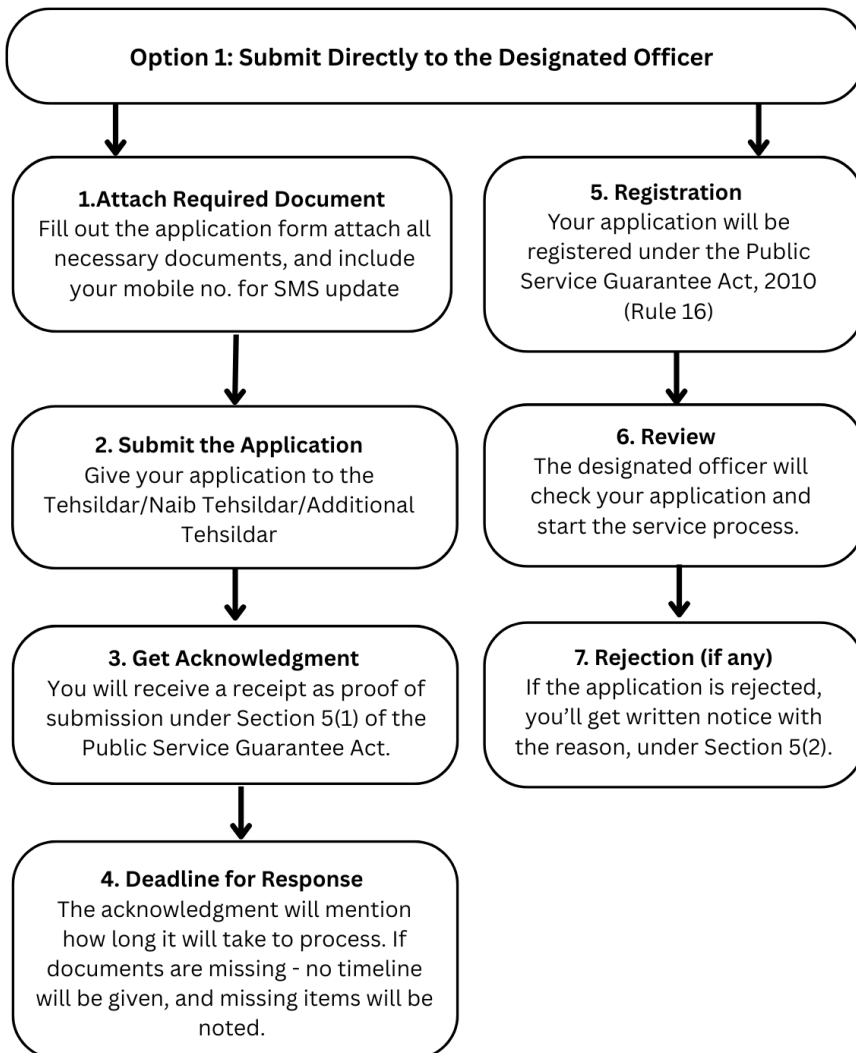 Option 1: Submit Directly to the Designated Officer
1.Attach Required Document
Fill out the application form attach all
necessary documents, and include
your mobile no. for SMS update
2. Submit the Application
Give your application to the
Tehsildar/Naib Tehsildar/Additional
Tehsildar
3. Get Acknowledgment
You will receive a receipt as proof of
submission under Section 5(1) of the
Public Service Guarantee Act.
4. Deadline for Response
The acknowledgment will mention
how long it will take to process. If
documents are missing - no timeline
will be given, and missing items will be
noted.
5. Registration
Your application will be
registered under the Public
Service Guarantee Act, 2010
(Rule 16)
6. Review
The designated officer will
check your application and
start the service process.
7. Rejection (if any)
If the application is rejected,
you’ll get written notice with
the reason, under Section 5(2).